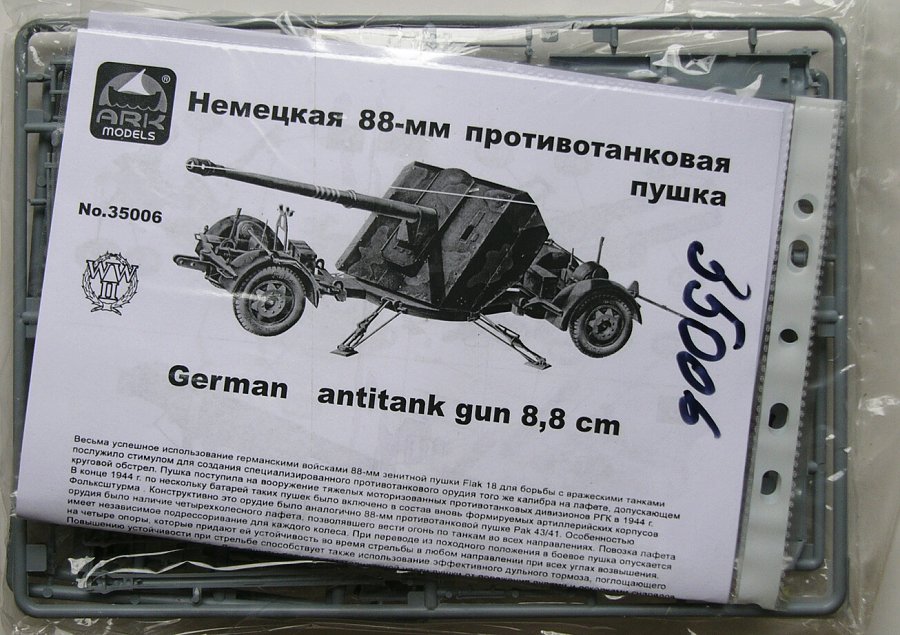 ARK
MODELS
®
Немецкая 88-мм противотанковая
пушка
No.35006
WW
II
35006
German antitank gun 8,8 cm
Весьма успешное использование германскими войсками 88-мм зенитной пушки Flak 18 для борьбы с вражескими танками
послужило стимулом для создания специализированного противотанкового орудия того же калибра на лафете, допускающем
круговой обстрел. Пушка поступила на вооружение тяжелых моторизованных противотанковых дивизионов РГК в 1944 г.
В конце 1944 г. по нескольку батарей таких пушек было включено в состав вновь формируемых артиллерийских корпусов
Фольксштурма. Конструктивно это орудие было аналогично 88-мм противотанковой пушке Pak 43/41. Особенностью
орудия было наличие четырехколесного лафета, позволявшего вести огонь по танкам во всех направлениях. Повозка лафета
имеет независимое подрессоривание для каждого колеса. При переводе из походного положения в боевое пушка опускается
на четыре опоры, которые придают ей устойчивость во время стрельбы в любом направлении при всех углах возвышения.
Повышению устойчивости при стрельбе способствует также использование эффективного дульного тормоза, поглощающего